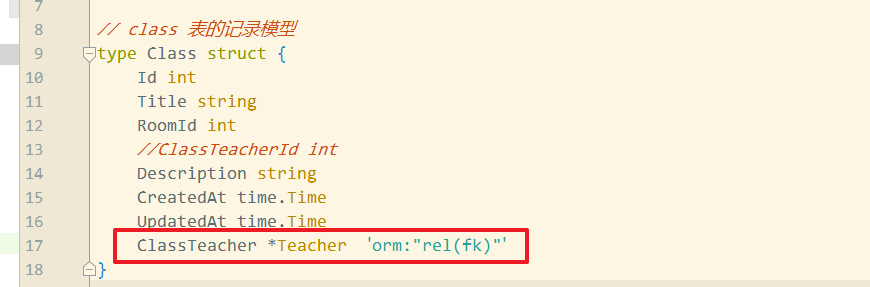 7
8 // class 表的记录模型
9 type Class struct {
10 Id int
11 Title string
12 RoomId int
13 //ClassTeacherId int
14 Description string
15 CreatedAt time.Time
16 UpdatedAt time.Time
17 ClassTeacher *Teacher 'orm:"rel(fk)"'
18 }